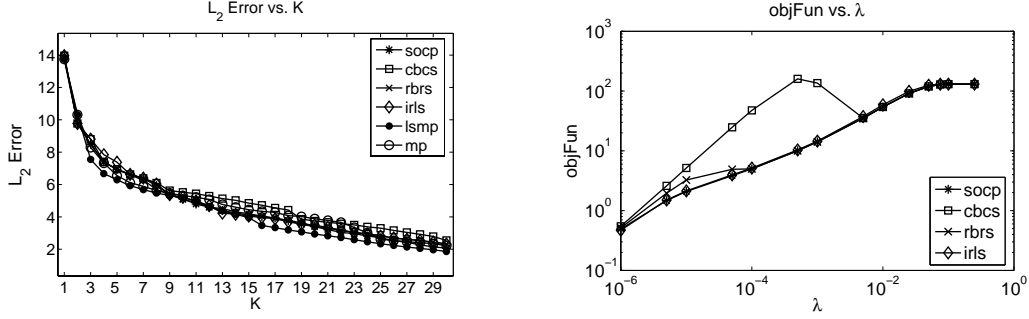 L2 Error vs. K
14
12
10
8
6
4
2
L2 Error
1 3 5 7 9 11 13 15 17 19 21 23 25 27 29
K
socp
cbcs
rbrs
irls
lsmp
mp
objFun vs. λ
10^3
10^2
10^1
10^0
10^-1
objFun
10^-6 10^-4 10^-2 10^0
λ
socp
cbcs
rbrs
irls